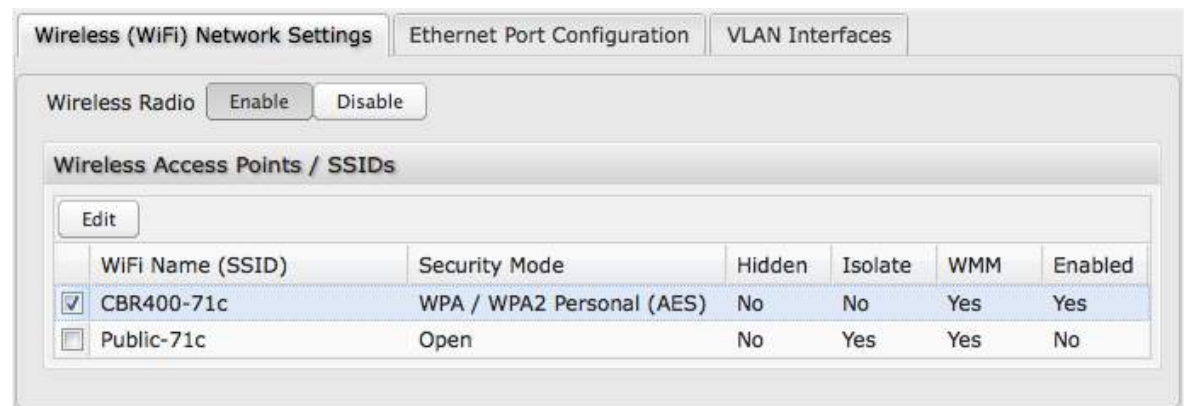 Wireless (WiFi) Network Settings Ethernet Port Configuration VLAN Interfaces
Wireless Radio Enable Disable
Wireless Access Points / SSIDs
Edit
WiFi Name (SSID) Security Mode Hidden Isolate WMM Enabled
CBR400-71c WPA / WPA2 Personal (AES) No No Yes Yes
Public-71c Open No Yes Yes No